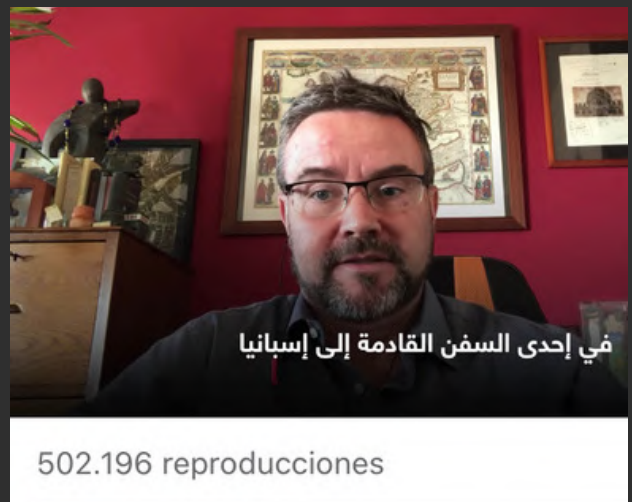 في إحدى السفن القادمة إلى إسبانيا
502.196 reproducciones